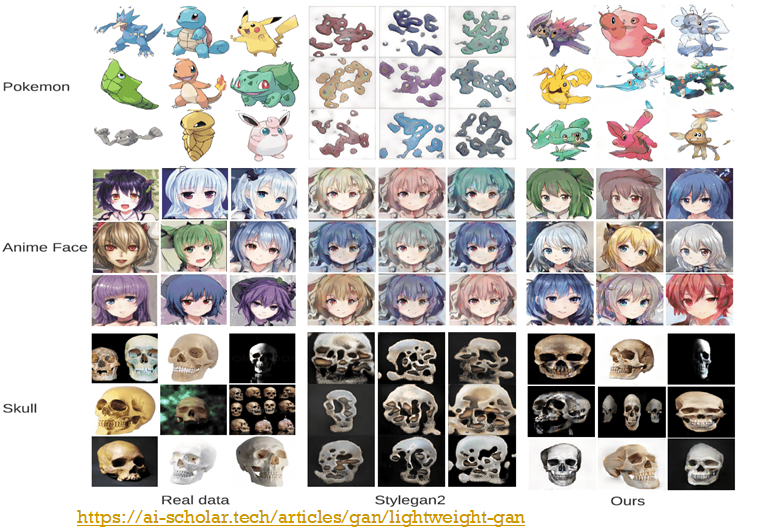 Pokemon
Anime Face
Skull
Real data
Stylegan2
Ours
https://ai-scholar.tech/articles/gan/lightweight-gan